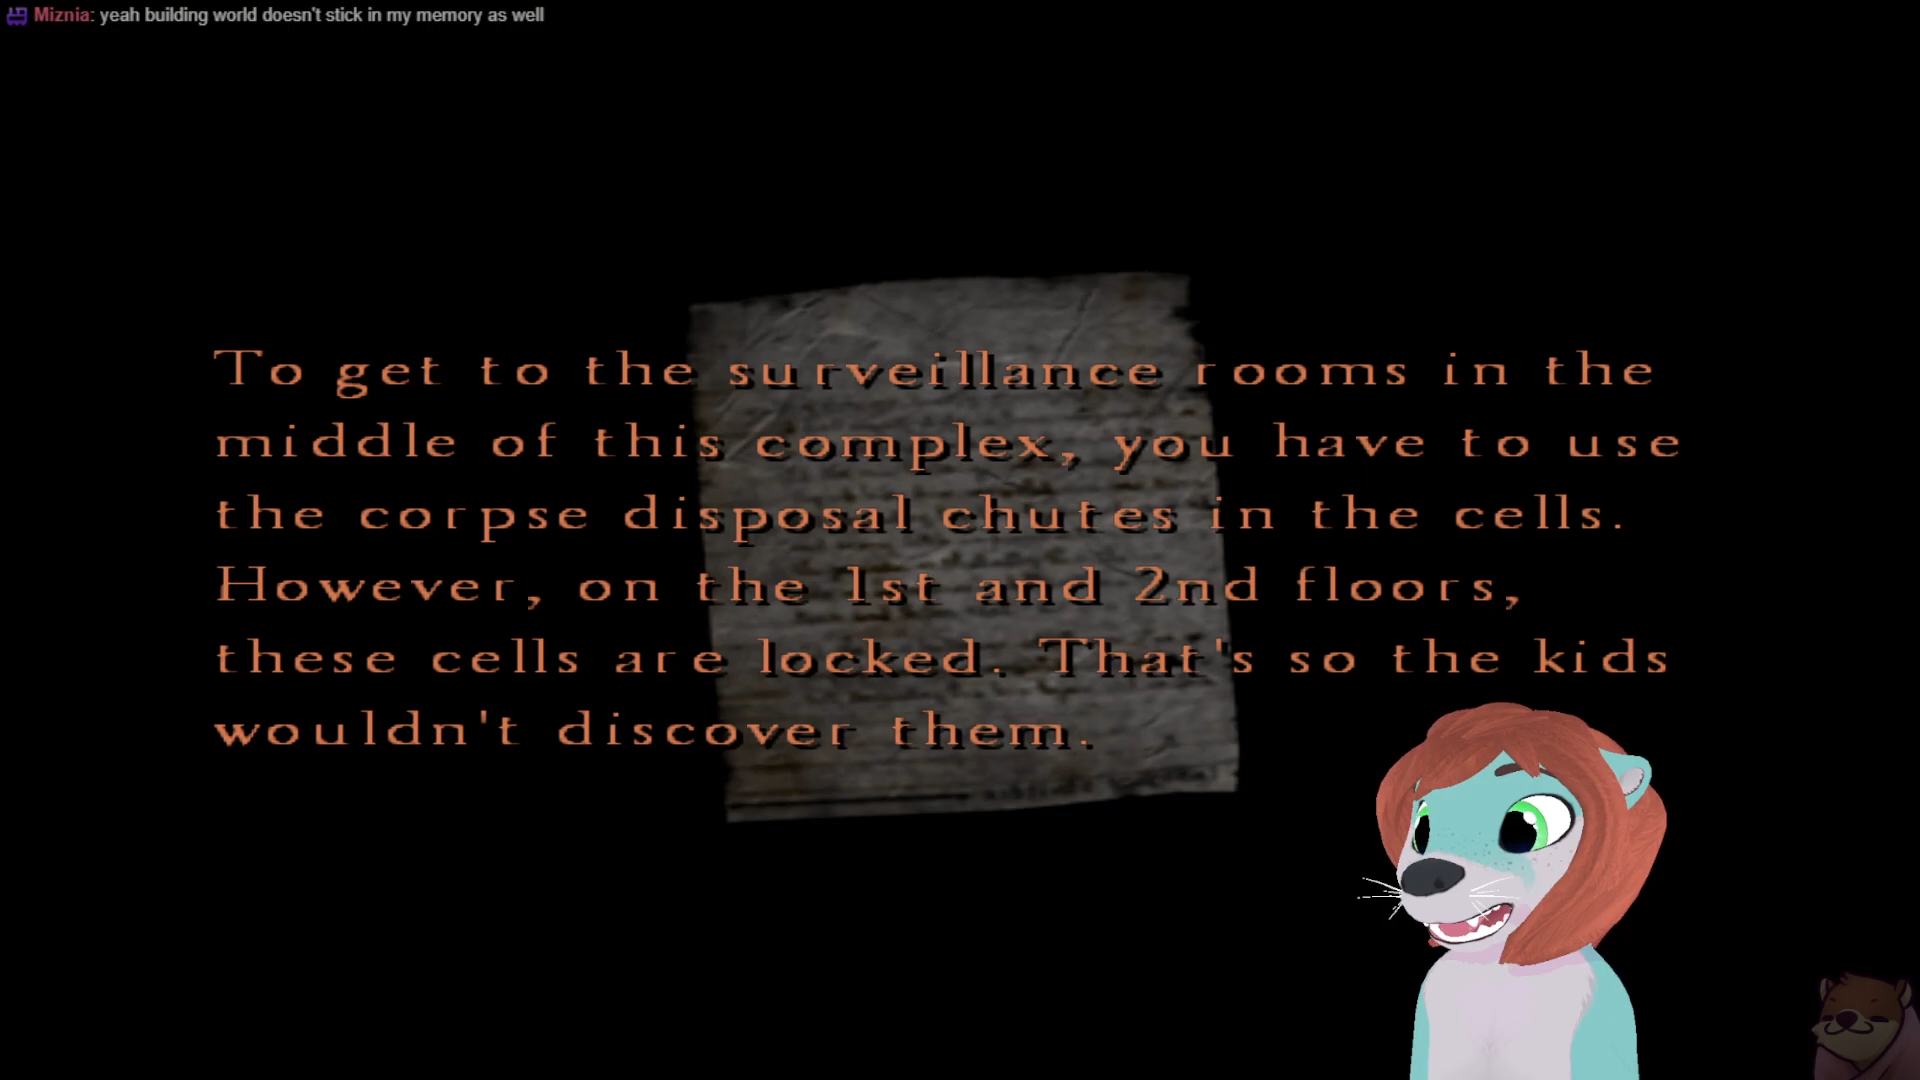 Miznia: yeah building world doesn't stick in my memory as well
To get to the surveillance rooms in the
middle of this complex, you have to use
the corpse disposal chutes in the cells.
However, on the 1st and 2nd floors,
these cells are locked. That's so the kids
wouldn't discover them.